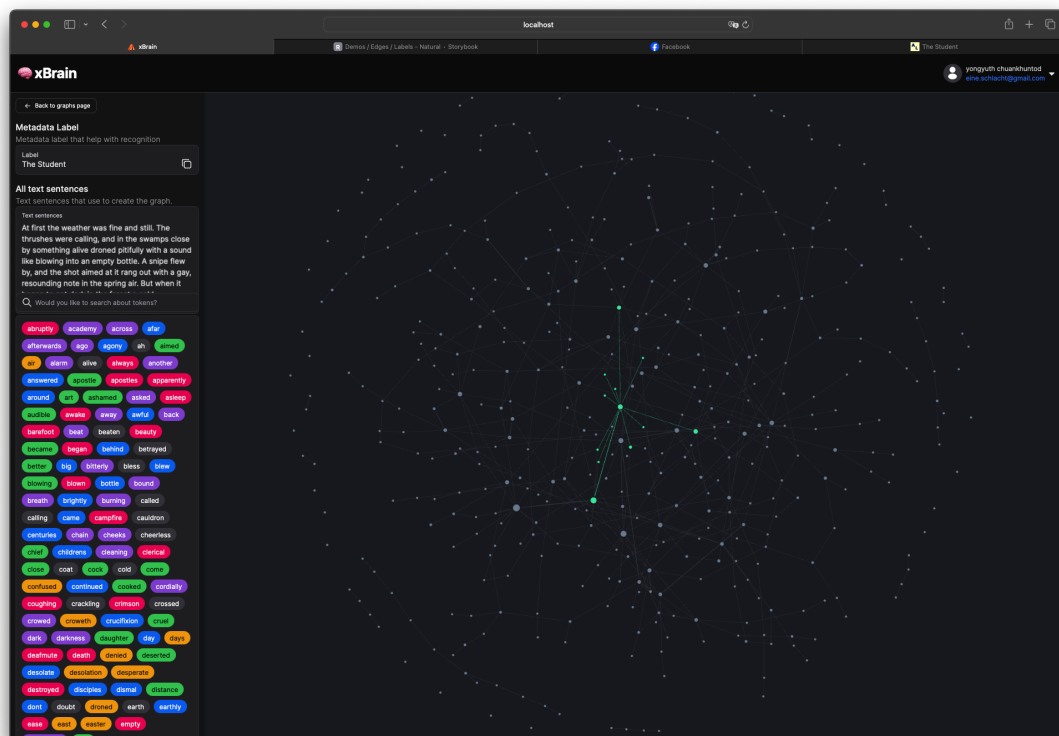 localhost
xBrain
Demos / Edges / Labels - Natural - Storybook
Facebook
The Student
xBrain
yongyuth chuankhuntod
eine.schlacht@gmail.com
← Back to graphs page
Metadata Label
Metadata label that help with recognition
Label
The Student
All text sentences
Text sentences that use to create the graph.
Text sentences
At first the weather was fine and still. The
thrushes were calling, and in the swamps close
by something alive droned pitifully with a sound
like blowing into an empty bottle. A snipe flew
by, and the shot aimed at it rang out with a gay,
resounding note in the spring air. But when it
Would you like to search about tokens?
abruptly academy across afar
afterwards ago agony ah aimed
air alarm alive always another
answered apostle apostles apparently
around art ashamed asked asleep
audible awake away awful back
barefoot beat beaten beauty
became began behind betrayed
better big bitterly bless blew
blowing blown bottle bound
breath brightly burning called
calling came campfire cauldron
centuries chain cheeks cheerless
chief childrens cleaning clerical
close coat cock cold come
confused continued cooked cordially
coughing crackling crimson crossed
crowed croweth crucifixion cruel
dark darkness daughter day days
deafmute death denied deserted
desolate desolation desperate
destroyed disciples dismal distance
dont doubt droned earth earthly
ease east easter empty